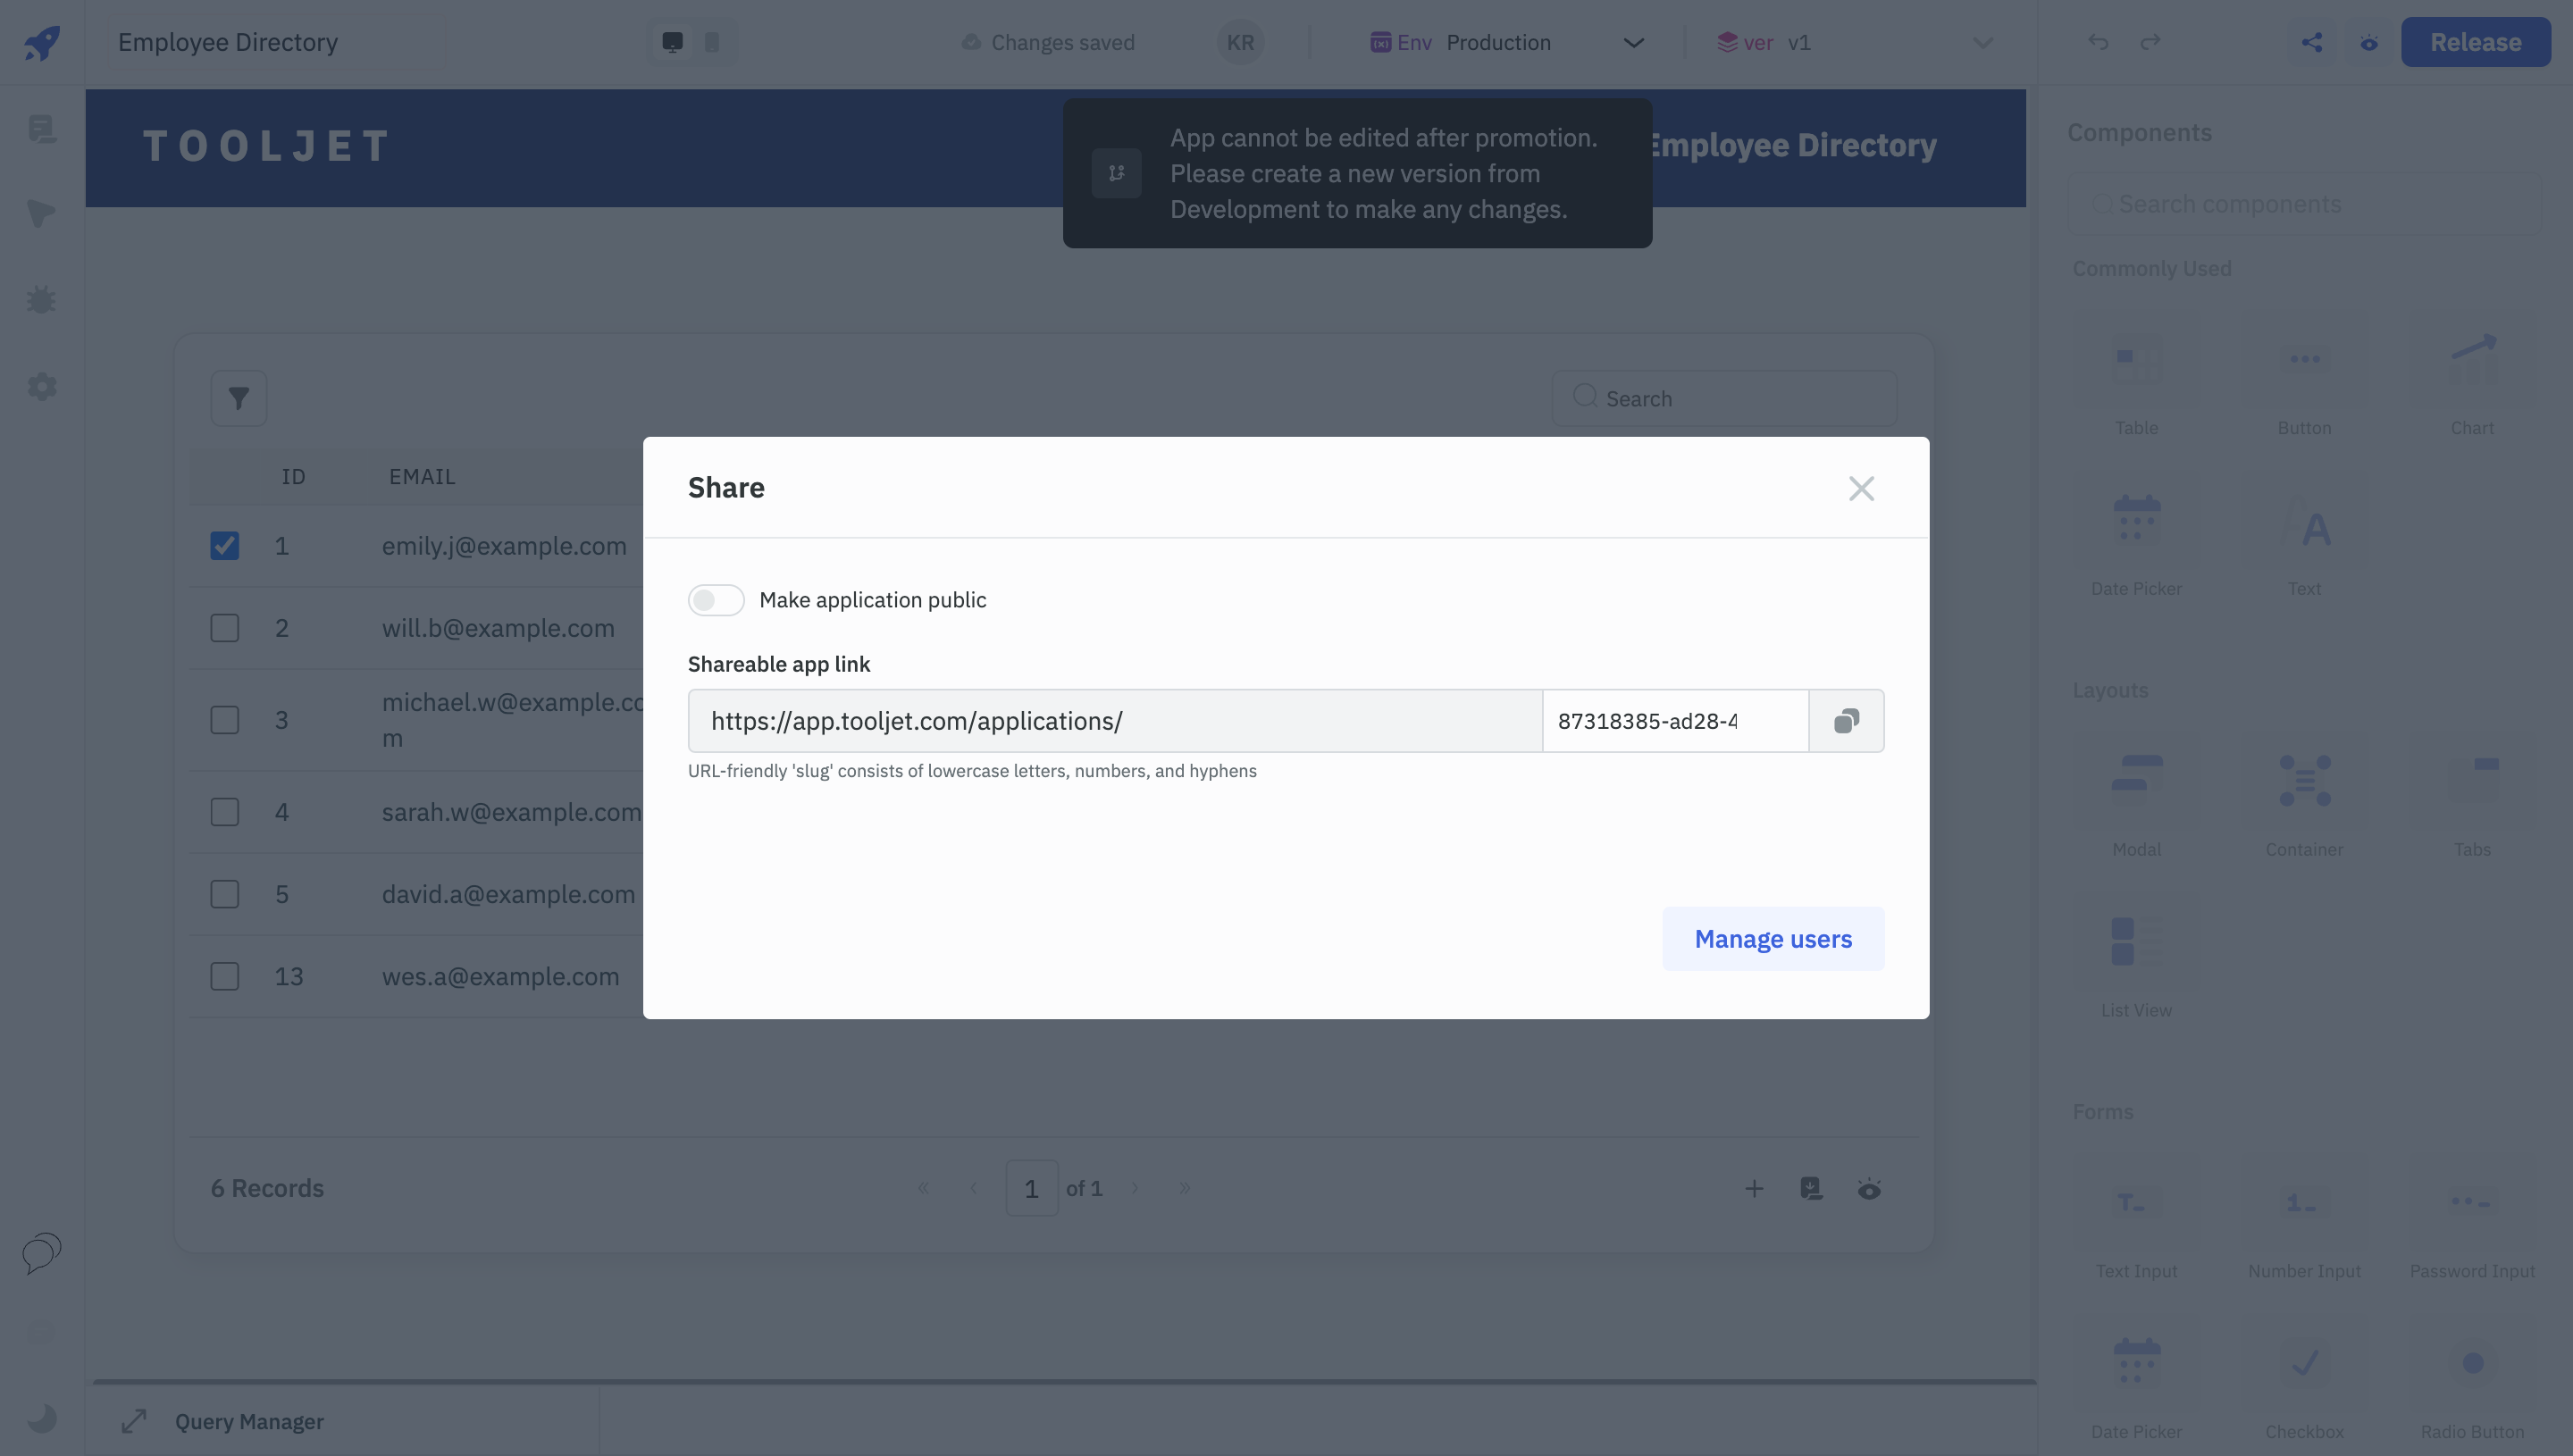 Employee Directory
Changes saved
KR
Env Production
ver v1
Release
TOOLJET
App cannot be edited after promotion.
Please create a new version from
Development to make any changes.
Employee Directory
Components
Search components
Commonly Used
Table
Button
Chart
Date Picker
Text
Layouts
Modal
Container
Tabs
List View
Forms
Text Input
Number Input
Password Input
Date Picker
Checkbox
Radio Button
Search
ID
EMAIL
1
emily.j@example.com
2
will.b@example.com
3
michael.w@example.co
m
4
sarah.w@example.com
5
david.a@example.com
13
wes.a@example.com
Share
Make application public
Shareable app link
https://app.tooljet.com/applications/
87318385-ad28-4
URL-friendly 'slug' consists of lowercase letters, numbers, and hyphens
Manage users
6 Records
1 of 1
Query Manager